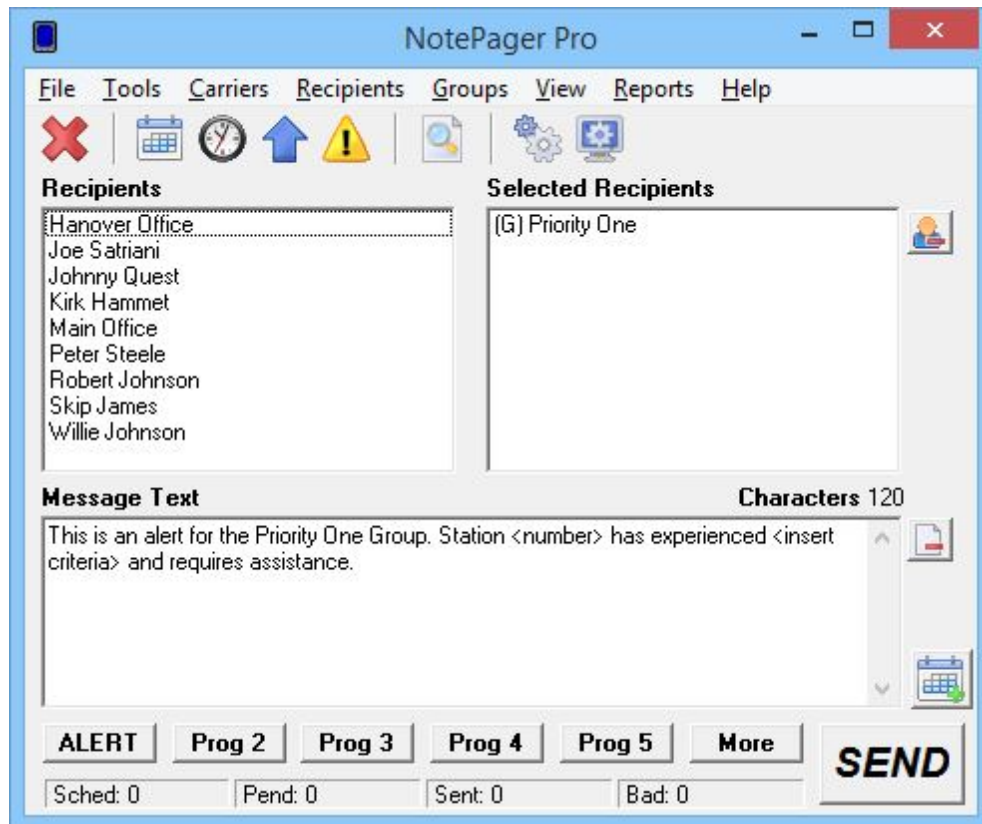 NotePager Pro
File Tools Carriers Recipients Groups View Reports Help
Recipients
Hanover Office
Joe Satriani
Johnny Quest
Kirk Hammet
Main Office
Peter Steele
Robert Johnson
Skip James
Willie Johnson
Selected Recipients
(G) Priority One
Message Text
Characters 120
This is an alert for the Priority One Group. Station <number> has experienced <insert
criteria> and requires assistance.
ALERT Prog 2 Prog 3 Prog 4 Prog 5 More
SEND
Sched: 0 Pend: 0 Sent: 0 Bad: 0